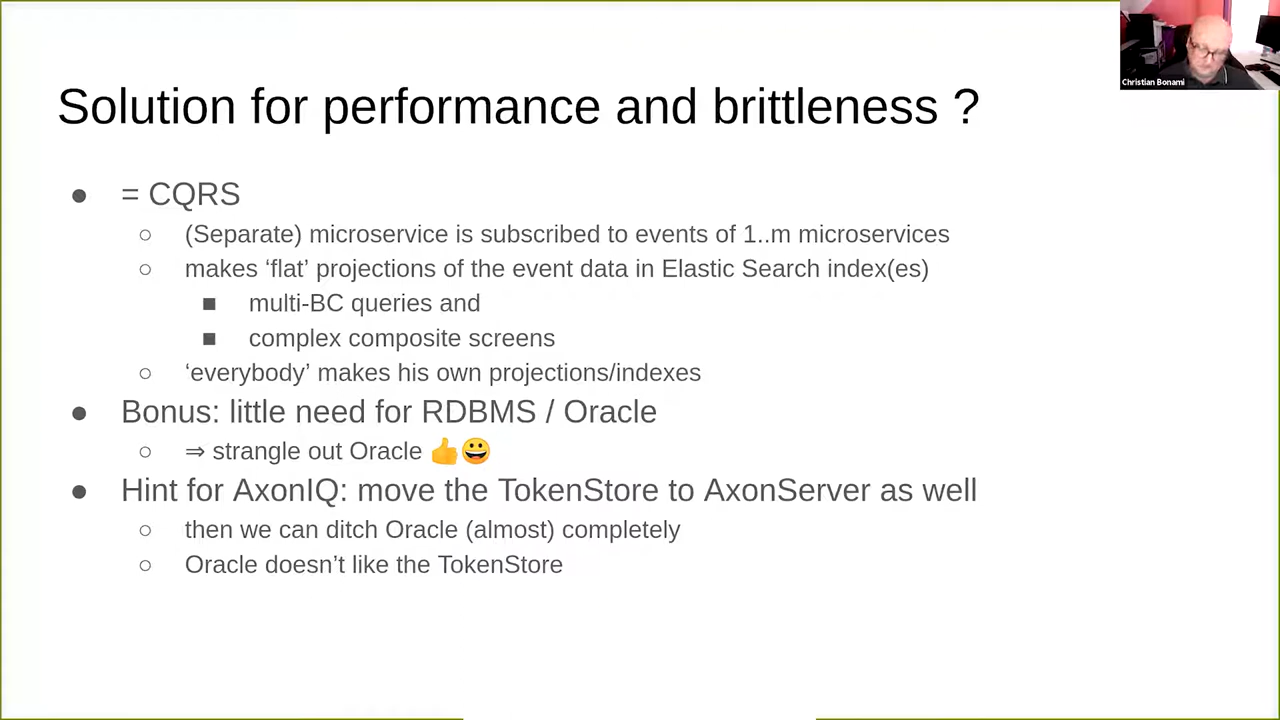 Christian Bonami
Solution for performance and brittleness ?
● = CQRS
○ (Separate) microservice is subscribed to events of 1..m microservices
○ makes ‘flat’ projections of the event data in Elastic Search index(es)
■ multi-BC queries and
■ complex composite screens
○ ‘everybody’ makes his own projections/indexes
● Bonus: little need for RDBMS / Oracle
○ ⇒ strangle out Oracle 👍😀
● Hint for AxonIQ: move the TokenStore to AxonServer as well
○ then we can ditch Oracle (almost) completely
○ Oracle doesn’t like the TokenStore